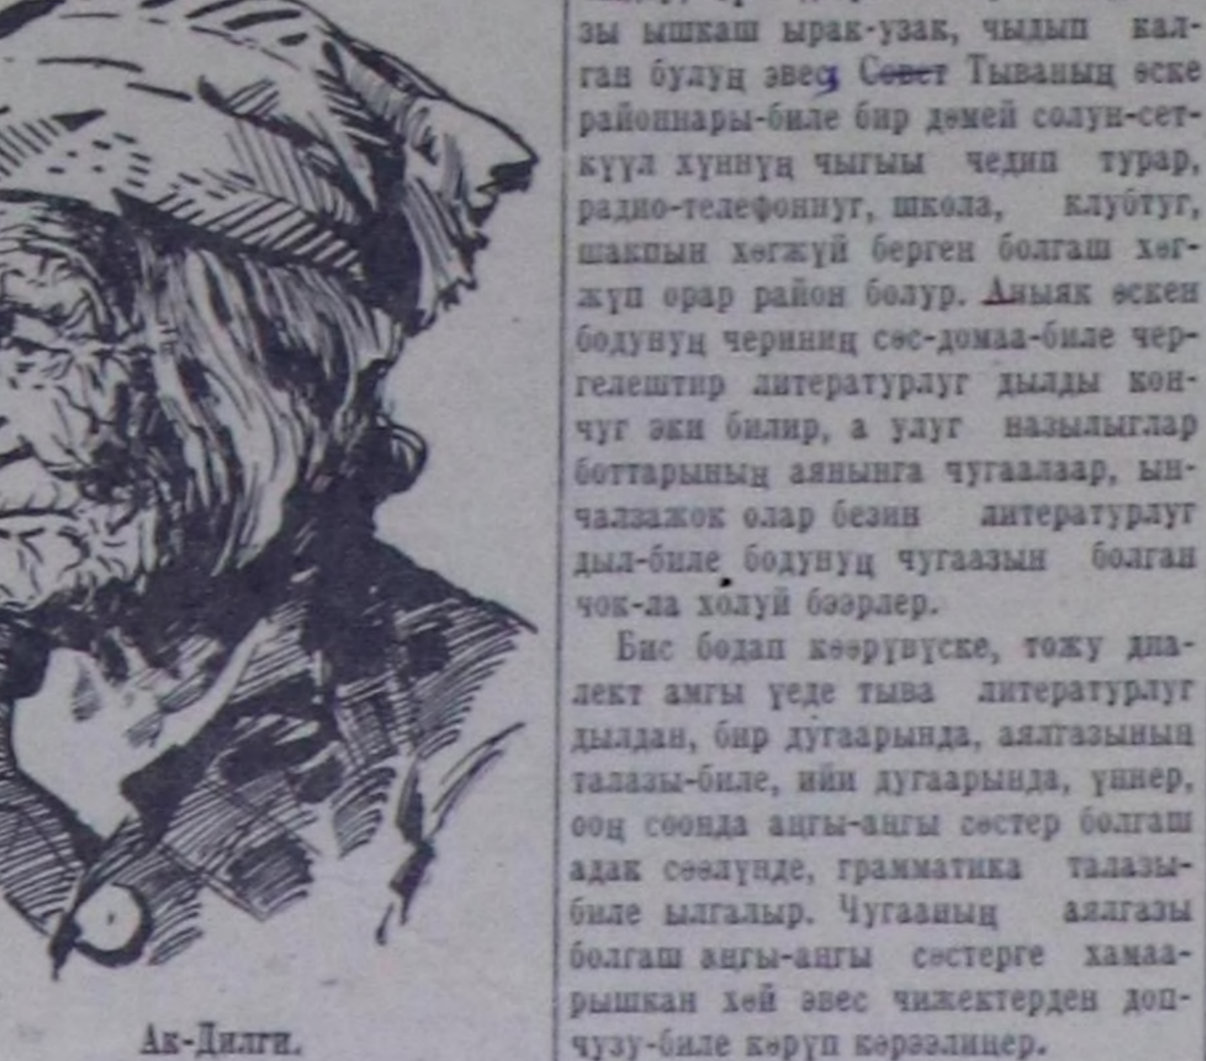 зы ышкаш ырак-узак, чыдып кал-
ган булуң эвес Совет Тываның өске
районнары-биле бир дөмей солун-сет-
күүл хүннүң чыгыы чедип турар,
радио-телефоннуг, школа, клубтуг,
шакпын хөгжүй берген болгаш хөг-
жүп орар район болур. Аныяк өскен
бодунуң чериниң сөс-домаа-биле чер-
гелештир литературлуг дылды кон-
чуг эки билир, а улуг назылыглар
боттарының аянынга чугаалаар, ын-
чалзажок олар безин литературлуг
дыл-биле бодунуң чугаазын болган
чок-ла холуй бээрлер.
Бис бодап көөрүвүске, тожу диа-
лект амгы үеде тыва литературлуг
дылдан, бир дугаарында, аялгазының
талазы-биле, ийи дугаарында, үннер,
ооң соонда аңгы-аңгы сөстер болгаш
адак сөөлүнде, грамматика талазы-
биле ылгалыр. Чугааның аялгазы
болгаш аңгы-аңгы сөстерге хамаа-
рышкан хөй эвес чижектерден доп-
чузу-биле көрүп көрээлиңер.
Ак-Дилги.